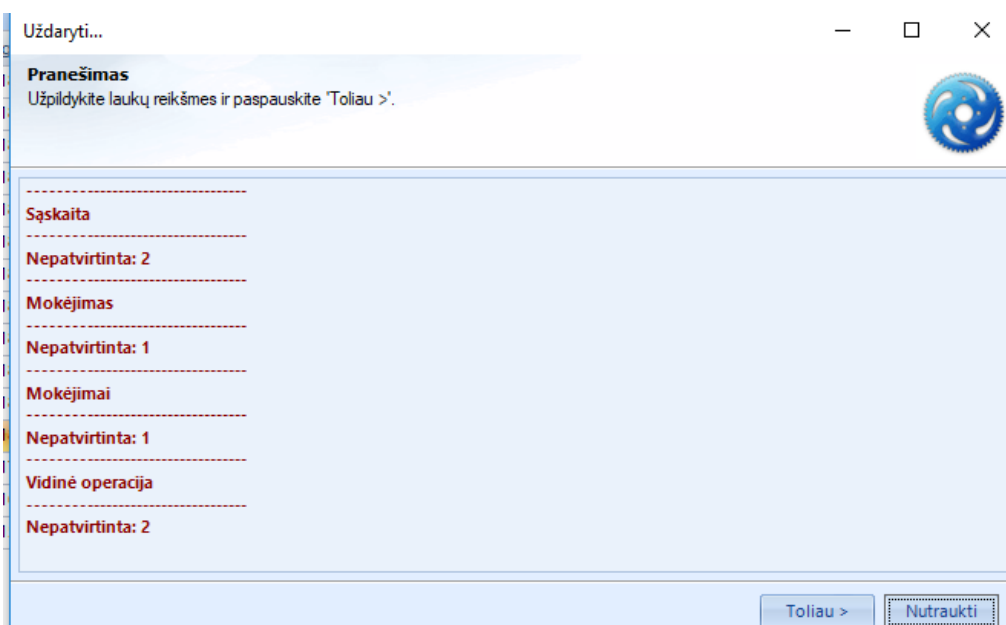 Uždaryti...
Pranešimas
Užpildykite laukų reikšmes ir paspauskite 'Toliau >'.
----------------------------------
Sąskaita
----------------------------------
Nepatvirtinta: 2
----------------------------------
Mokėjimas
----------------------------------
Nepatvirtinta: 1
----------------------------------
Mokėjimai
----------------------------------
Nepatvirtinta: 1
----------------------------------
Vidinė operacija
----------------------------------
Nepatvirtinta: 2
Toliau > Nutraukti